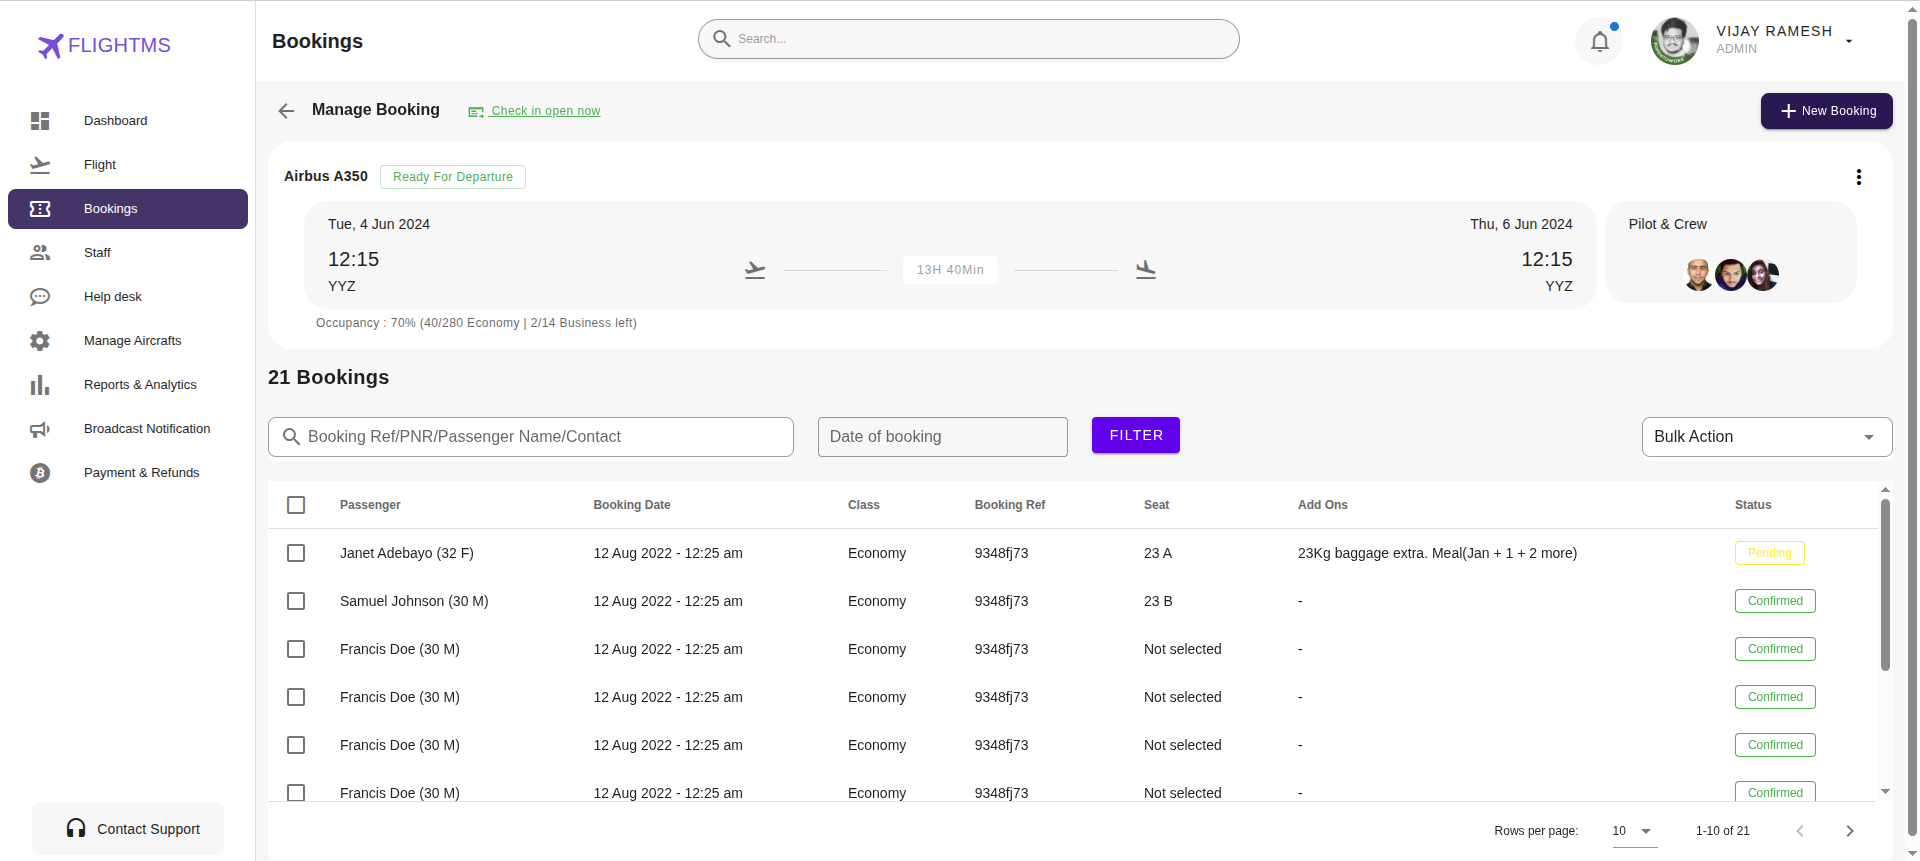 FLIGHTMS
Dashboard
Flight
Bookings
Staff
Help desk
Manage Aircrafts
Reports & Analytics
Broadcast Notification
Payment & Refunds
Contact Support
Bookings
Search...
VIJAY RAMESH
ADMIN
Manage Booking
Check in open now
New Booking
Airbus A350
Ready For Departure
Tue, 4 Jun 2024
12:15
YYZ
13H 40Min
Thu, 6 Jun 2024
12:15
YYZ
Pilot & Crew
Occupancy : 70% (40/280 Economy | 2/14 Business left)
21 Bookings
Booking Ref/PNR/Passenger Name/Contact
Date of booking
FILTER
Bulk Action
Passenger Booking Date Class Booking Ref Seat Add Ons Status
Janet Adebayo (32 F) 12 Aug 2022 - 12:25 am Economy 9348fj73 23 A 23Kg baggage extra. Meal(Jan + 1 + 2 more) Pending
Samuel Johnson (30 M) 12 Aug 2022 - 12:25 am Economy 9348fj73 23 B - Confirmed
Francis Doe (30 M) 12 Aug 2022 - 12:25 am Economy 9348fj73 Not selected - Confirmed
Francis Doe (30 M) 12 Aug 2022 - 12:25 am Economy 9348fj73 Not selected - Confirmed
Francis Doe (30 M) 12 Aug 2022 - 12:25 am Economy 9348fj73 Not selected - Confirmed
Francis Doe (30 M) 12 Aug 2022 - 12:25 am Economy 9348fj73 Not selected - Confirmed
Rows per page: 10 1-10 of 21